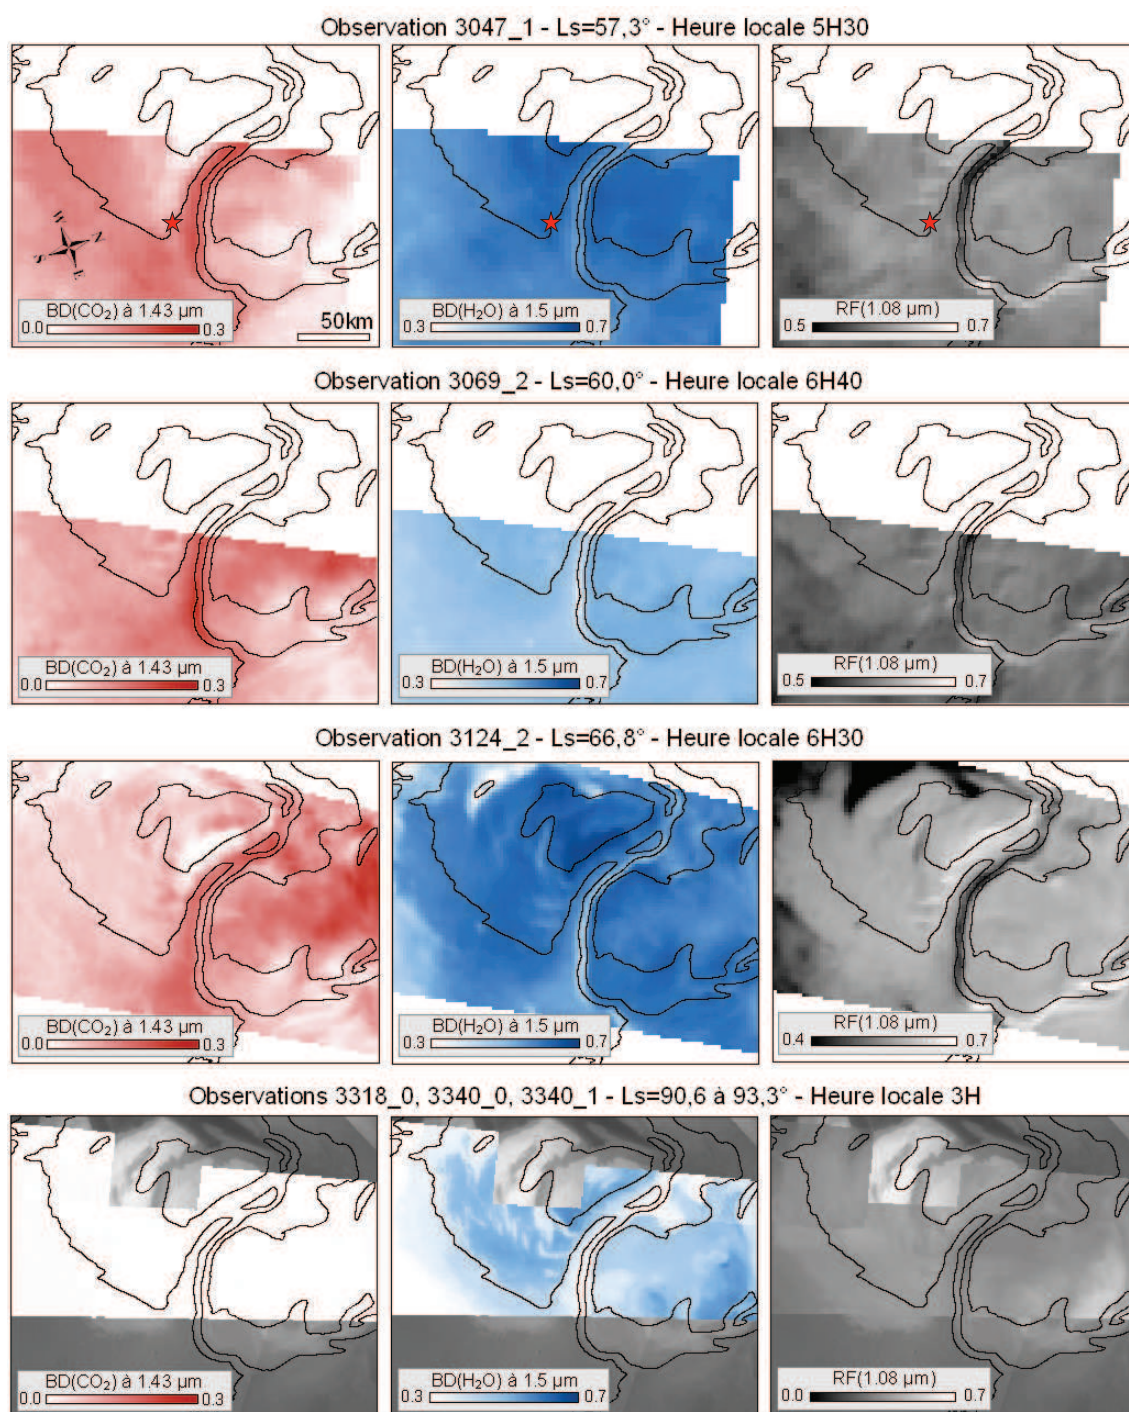 Observation 3047_1 - Ls=57,3° - Heure locale 5H30
W
N
S
E
BD(CO₂) à 1.43 µm
0.0 0.3
50km
BD(H₂O) à 1.5 µm
0.3 0.7
RF(1.08 µm)
0.5 0.7
Observation 3069_2 - Ls=60,0° - Heure locale 6H40
BD(CO₂) à 1.43 µm
0.0 0.3
BD(H₂O) à 1.5 µm
0.3 0.7
RF(1.08 µm)
0.5 0.7
Observation 3124_2 - Ls=66,8° - Heure locale 6H30
BD(CO₂) à 1.43 µm
0.0 0.3
BD(H₂O) à 1.5 µm
0.3 0.7
RF(1.08 µm)
0.4 0.7
Observations 3318_0, 3340_0, 3340_1 - Ls=90,6 à 93,3° - Heure locale 3H
BD(CO₂) à 1.43 µm
0.0 0.3
BD(H₂O) à 1.5 µm
0.3 0.7
RF(1.08 µm)
0.0 0.7